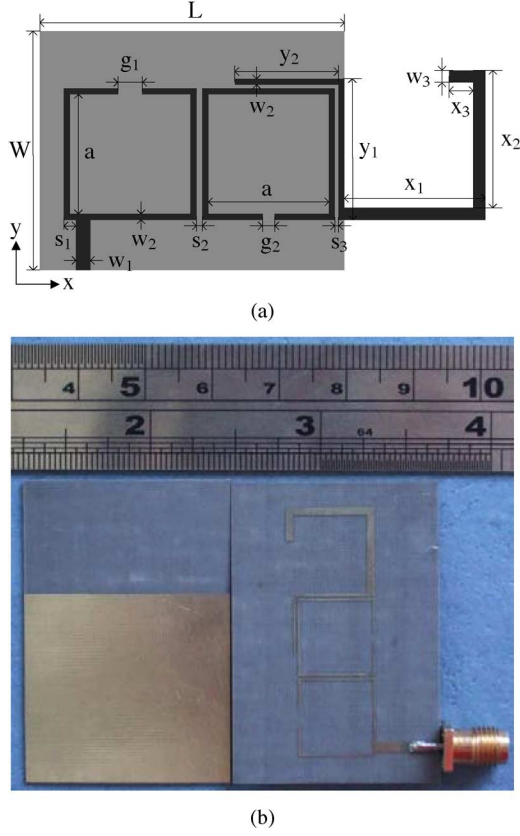 L
g₁
y₂
w₂
w₃
x₃
W
a
a
y₁
x₁
x₂
s₁
w₂
s₂
g₂
s₃
w₁
y
x
(a)
4 5 6 7 8 9 10
2 3 64 4
(b)